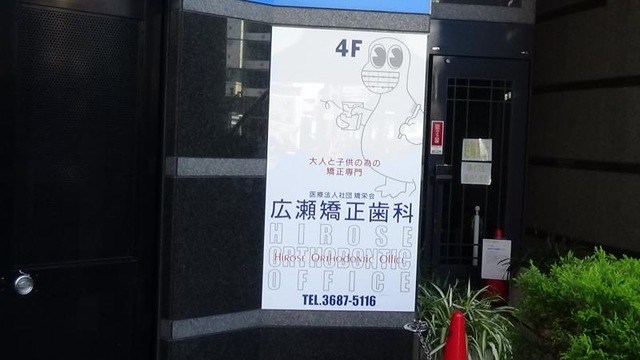 4F
大人と子供の為の
矯正専門
医療法人社団 矯栄会
広瀬矯正歯科
HIROSE
ORTHODONTIC
HIROSE ORTHODONTIC OFFICE
OFFICE
TEL.3687-5116